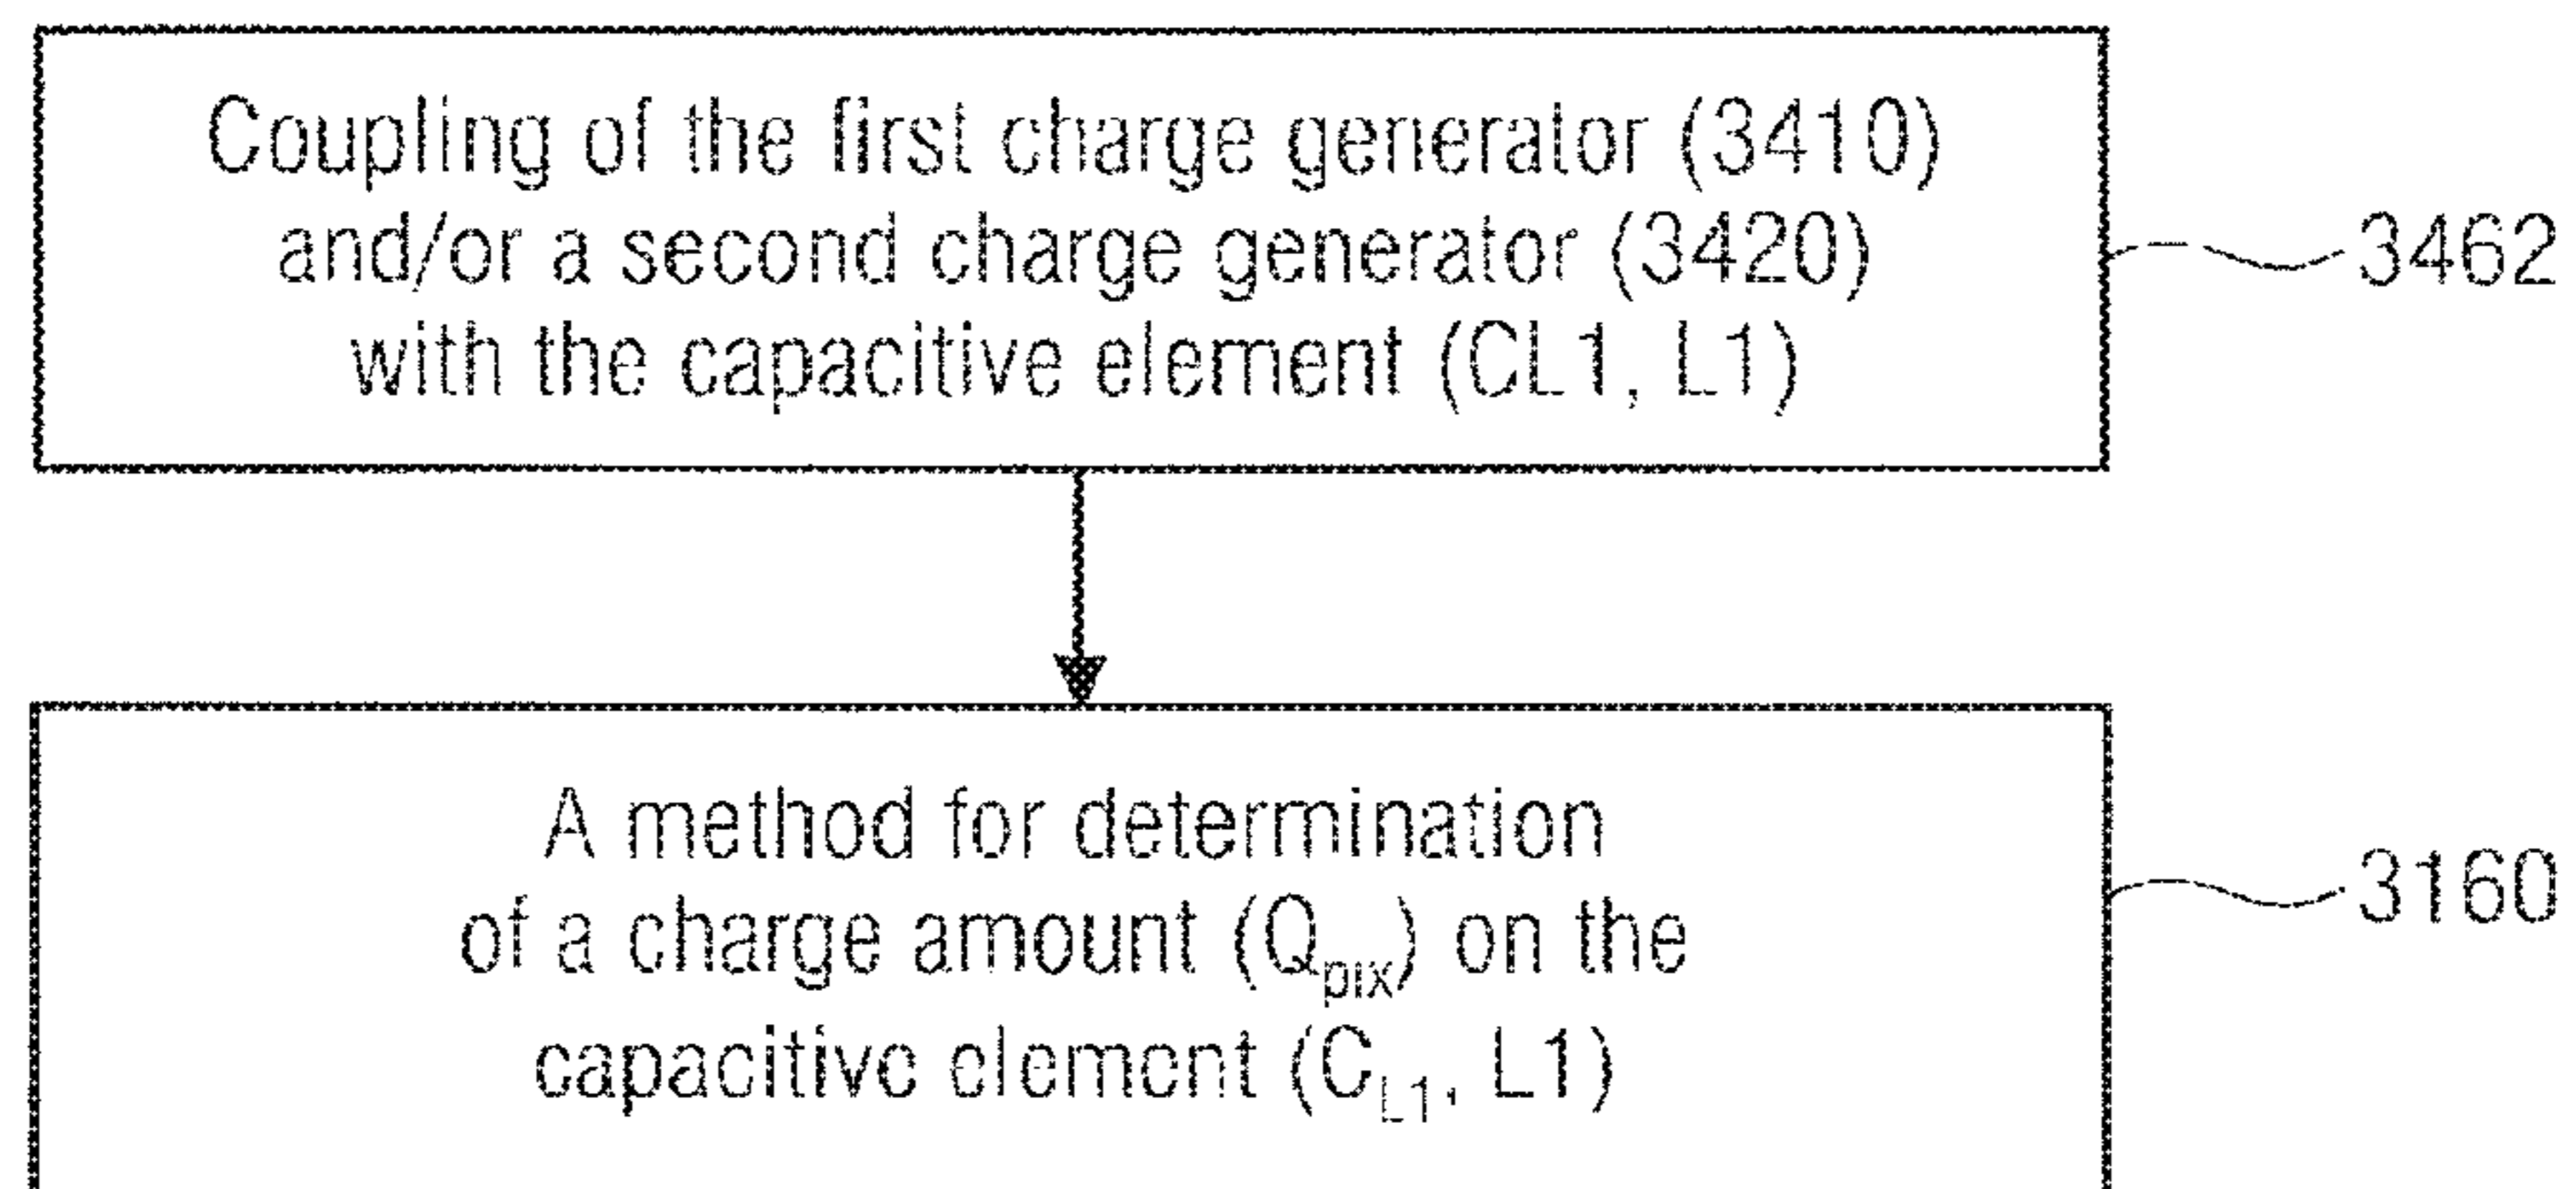 Coupling of the first charge generator (3410)
and/or a second charge generator (3420)
with the capacitive element (CL1, L1)
3462
A method for determination
of a charge amount (Qpix) on the
capacitive element (CL1, L1)
3160